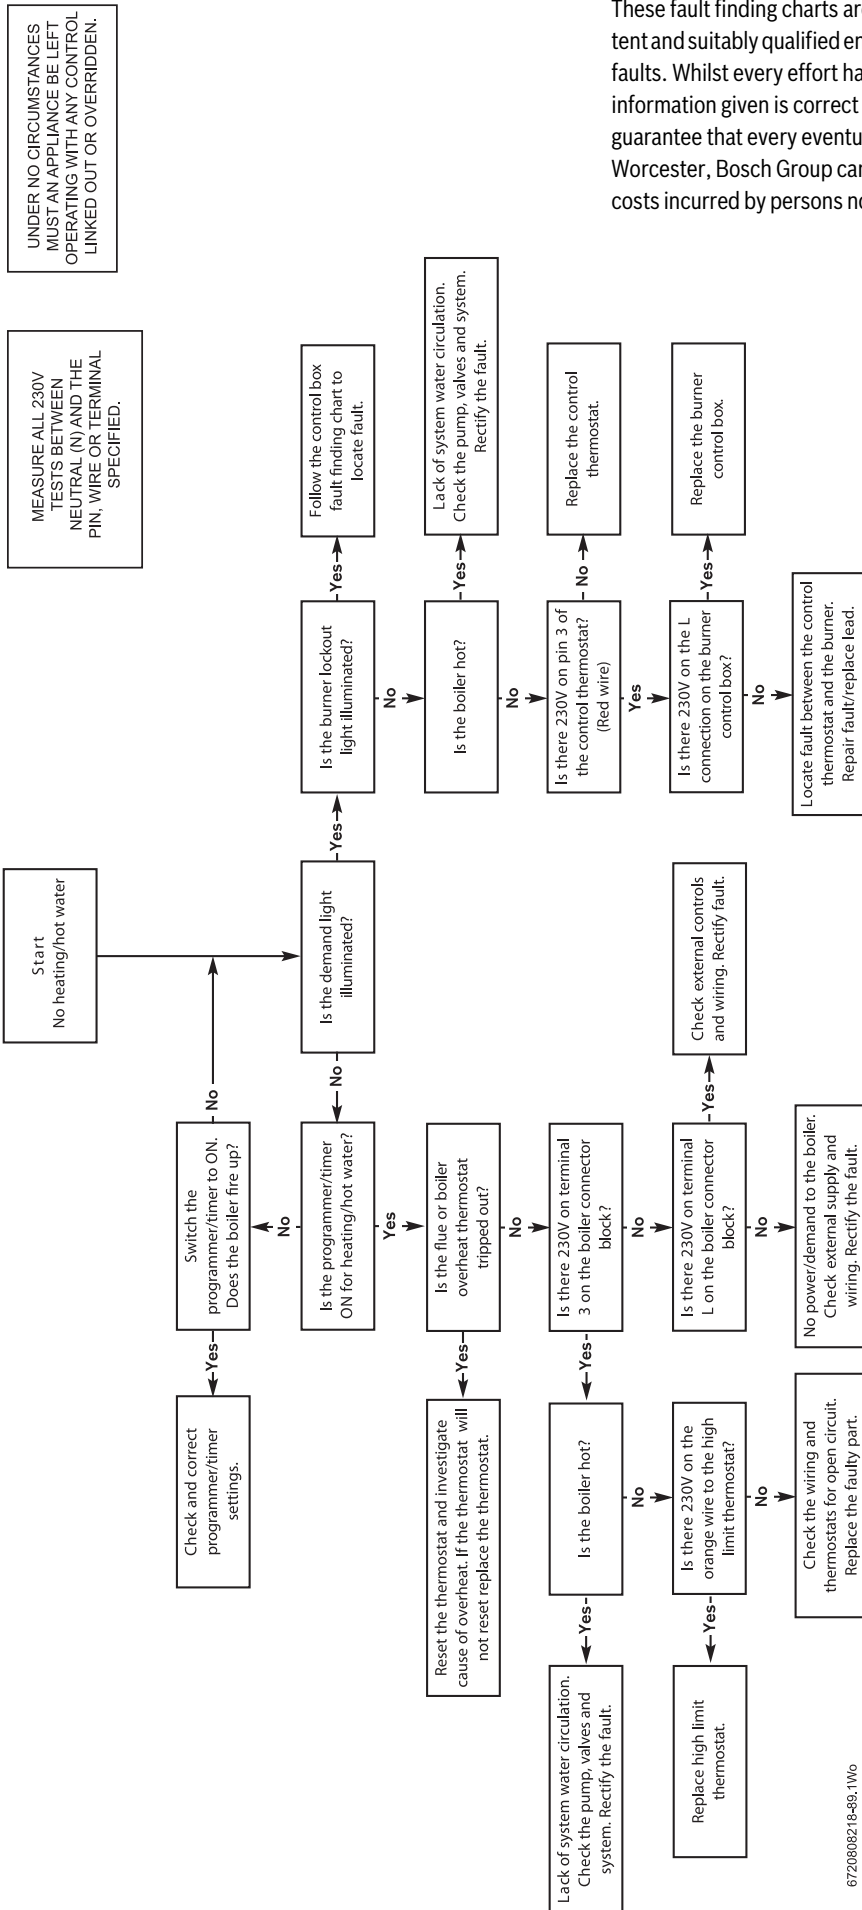 These fault finding charts ar
tent and suitably qualified en
faults. Whilst every effort ha
information given is correct
guarantee that every eventu
Worcester, Bosch Group can
costs incurred by persons no
UNDER NO CIRCUMSTANCES
MUST AN APPLIANCE BE LEFT
OPERATING WITH ANY CONTROL
LINKED OUT OR OVERRIDDEN.
MEASURE ALL 230V
TESTS BETWEEN
NEUTRAL (N) AND THE
PIN, WIRE OR TERMINAL
SPECIFIED.
Start
No heating/hot water
Check and correct
programmer/timer
settings.
Yes
Switch the
programmer/timer to ON.
Does the boiler fire up?
No
No
Is the programmer/timer
ON for heating/hot water?
No
Is the demand light
illuminated?
Yes
Is the burner lockout
light illuminated?
Yes
Follow the control box
fault finding chart to
locate fault.
Yes
No
Reset the thermostat and investigate
cause of overheat. If the thermostat will
not reset replace the thermostat.
Yes
Is the flue or boiler
overheat thermostat
tripped out?
Is the boiler hot?
Yes
Lack of system water circulation.
Check the pump, valves and system.
Rectify the fault.
No
No
Lack of system water circulation.
Check the pump, valves and
system. Rectify the fault.
Yes
Is the boiler hot?
Yes
Is there 230V on terminal
3 on the boiler connector
block?
Is there 230V on pin 3 of
the control thermostat?
(Red wire)
No
Replace the control
thermostat.
No
No
Yes
Replace high limit
thermostat.
Yes
Is there 230V on the
orange wire to the high
limit thermostat?
Is there 230V on terminal
L on the boiler connector
block?
Yes
Check external controls
and wiring. Rectify fault.
Is there 230V on the L
connection on the burner
control box?
Yes
Replace the burner
control box.
No
No
No
Check the wiring and
thermostats for open circuit.
Replace the faulty part.
No power/demand to the boiler.
Check external supply and
wiring. Rectify the fault.
Locate fault between the control
thermostat and the burner.
Repair fault/replace lead.
6720808218-89.1Wo